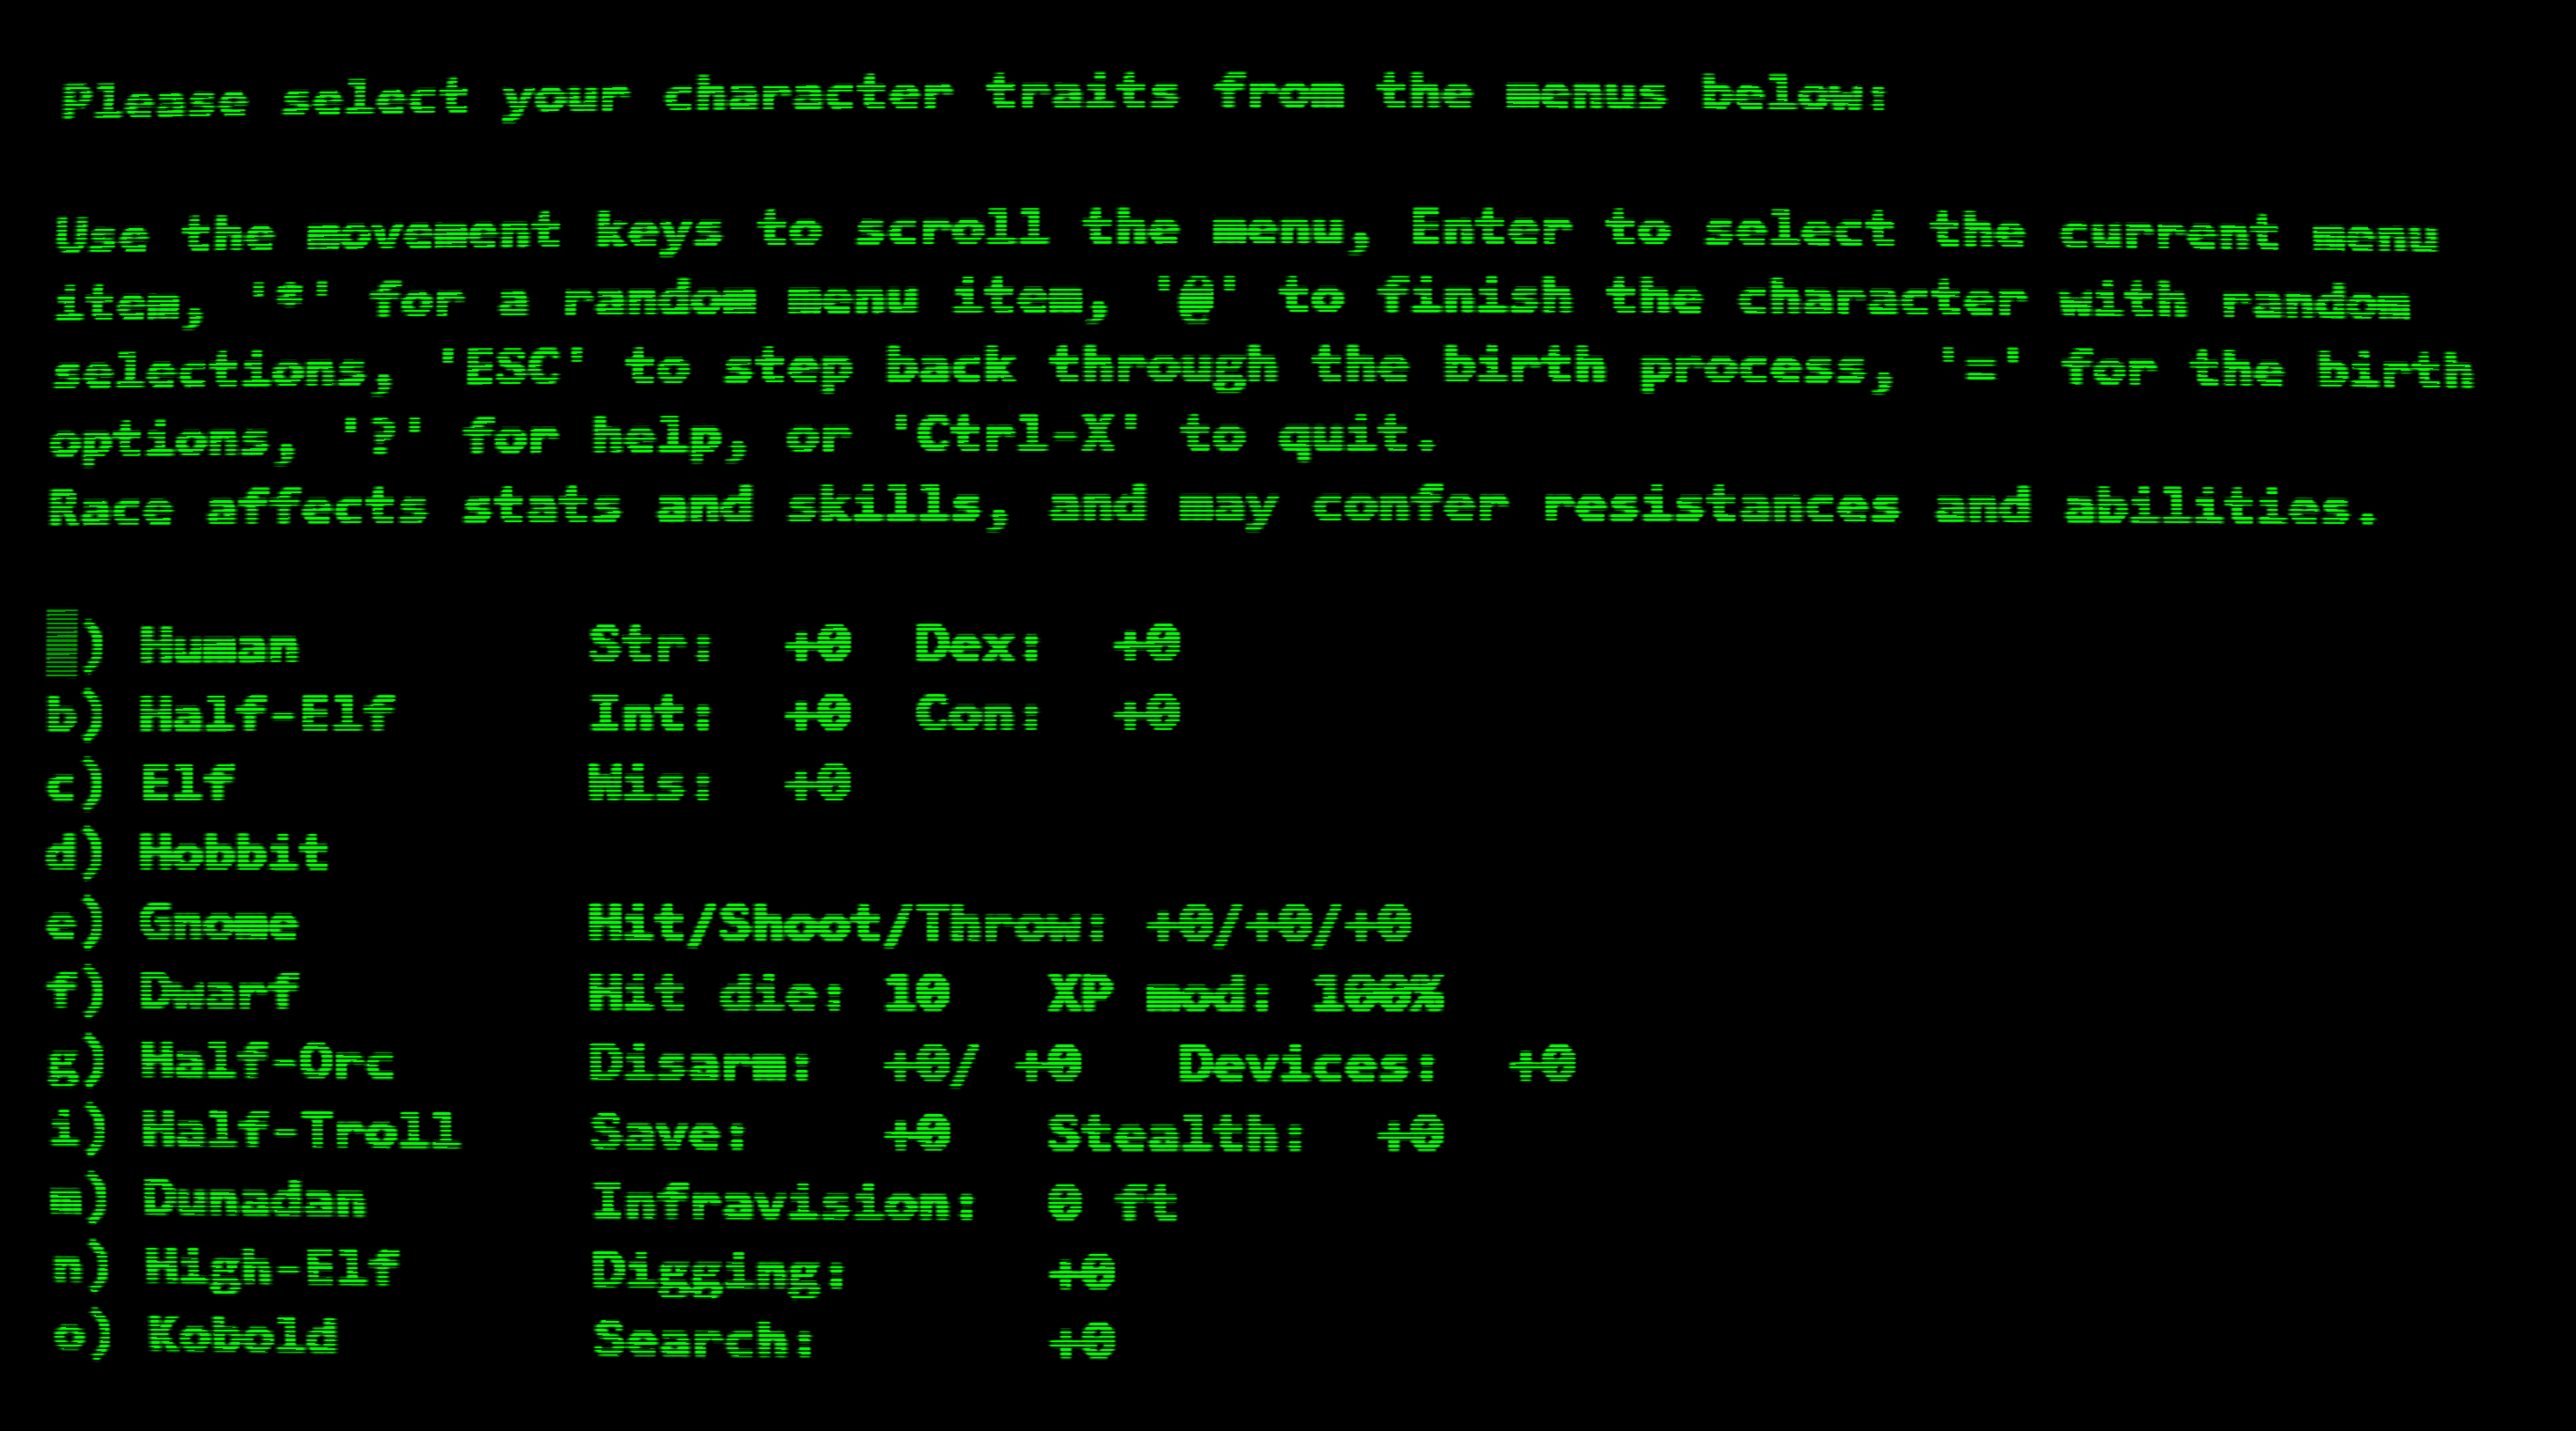 Please select your character traits from the menus below:
Use the movement keys to scroll the menu, Enter to select the current menu
item, '*' for a random menu item, '@' to finish the character with random
selections, 'ESC' to step back through the birth process, '=' for the birth
options, '?' for help, or 'Ctrl-X' to quit.
Race affects stats and skills, and may confer resistances and abilities.
) Human Str: +0 Dex: +0
b) Half-Elf Int: +0 Con: +0
c) Elf Wis: +0
d) Hobbit
e) Gnome Hit/Shoot/Throw: +0/+0/+0
f) Dwarf Hit die: 10 XP mod: 100%
g) Half-Orc Disarm: +0/ +0 Devices: +0
i) Half-Troll Save: +0 Stealth: +0
m) Dunadan Infravision: 0 ft
n) High-Elf Digging: +0
o) Kobold Search: +0